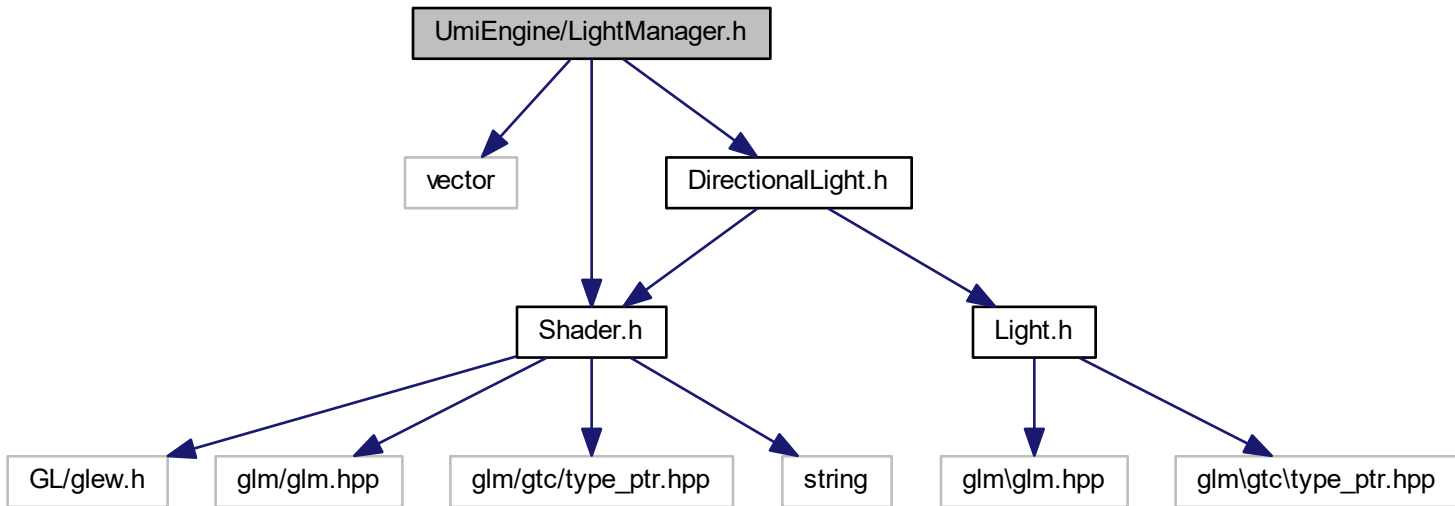 UmiEngine/LightManager.h
vector
DirectionalLight.h
Shader.h
Light.h
GL/glew.h
glm/glm.hpp
glm/gtc/type_ptr.hpp
string
glm\glm.hpp
glm\gtc\type_ptr.hpp